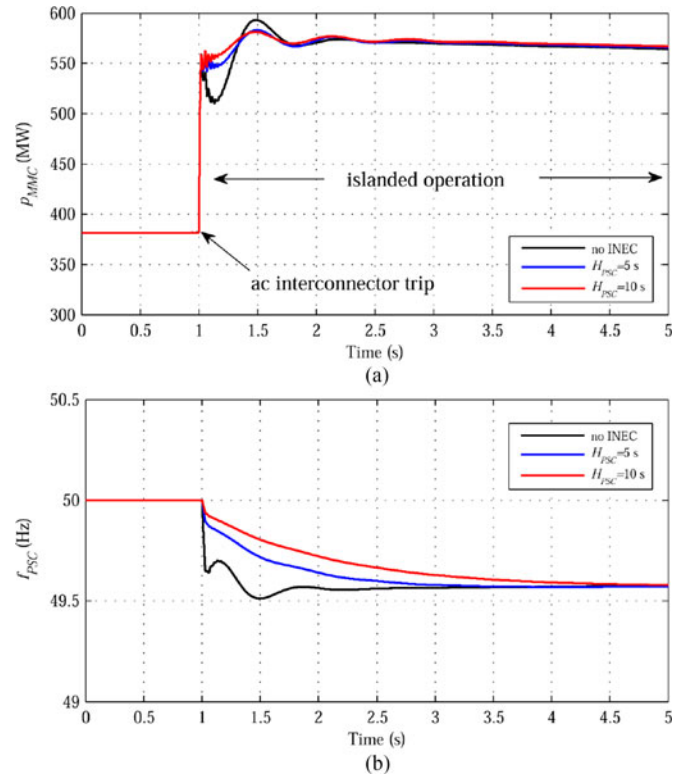 600
550
500
450
400
350
300
p_MMC (MW)
islanded operation
ac interconnector trip
no INEC
H_PSC=5 s
H_PSC=10 s
0 0.5 1 1.5 2 2.5 3 3.5 4 4.5 5
Time (s)
(a)
50.5
50
49.5
49
f_PSC (Hz)
no INEC
H_PSC=5 s
H_PSC=10 s
0 0.5 1 1.5 2 2.5 3 3.5 4 4.5 5
Time (s)
(b)